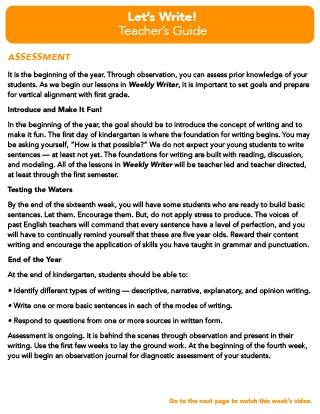 Let's Write!
Teacher's Guide
ASSESSMENT
It is the beginning of the year. Through observation, you can assess prior knowledge of your
students. As we begin our lessons in Weekly Writer, it is important to set goals and prepare
for vertical alignment with first grade.
Introduce and Make It Fun!
In the beginning of the year, the goal should be to introduce the concept of writing and to
make it fun. The first day of kindergarten is where the foundation for writing begins. You may
be asking yourself, "How is that possible?" We do not expect your young students to write
sentences — at least not yet. The foundations for writing are built with reading, discussion,
and modeling. All of the lessons in Weekly Writer will be teacher led and teacher directed,
at least through the first semester.
Testing the Waters
By the end of the sixteenth week, you will have some students who are ready to build basic
sentences. Let them. Encourage them. But, do not apply stress to produce. The voices of
past English teachers will command that every sentence have a level of perfection, and you
will have to continually remind yourself that these are five year olds. Reward their content
writing and encourage the application of skills you have taught in grammar and punctuation.
End of the Year
At the end of kindergarten, students should be able to:
• Identify different types of writing — descriptive, narrative, explanatory, and opinion writing.
• Write one or more basic sentences in each of the modes of writing.
• Respond to questions from one or more sources in written form.
Assessment is ongoing. It is behind the scenes through observation and present in their
writing. Use the first few weeks to lay the ground work. At the beginning of the fourth week,
you will begin an observation journal for diagnostic assessment of your students.
Go to the next page to watch this week's video.